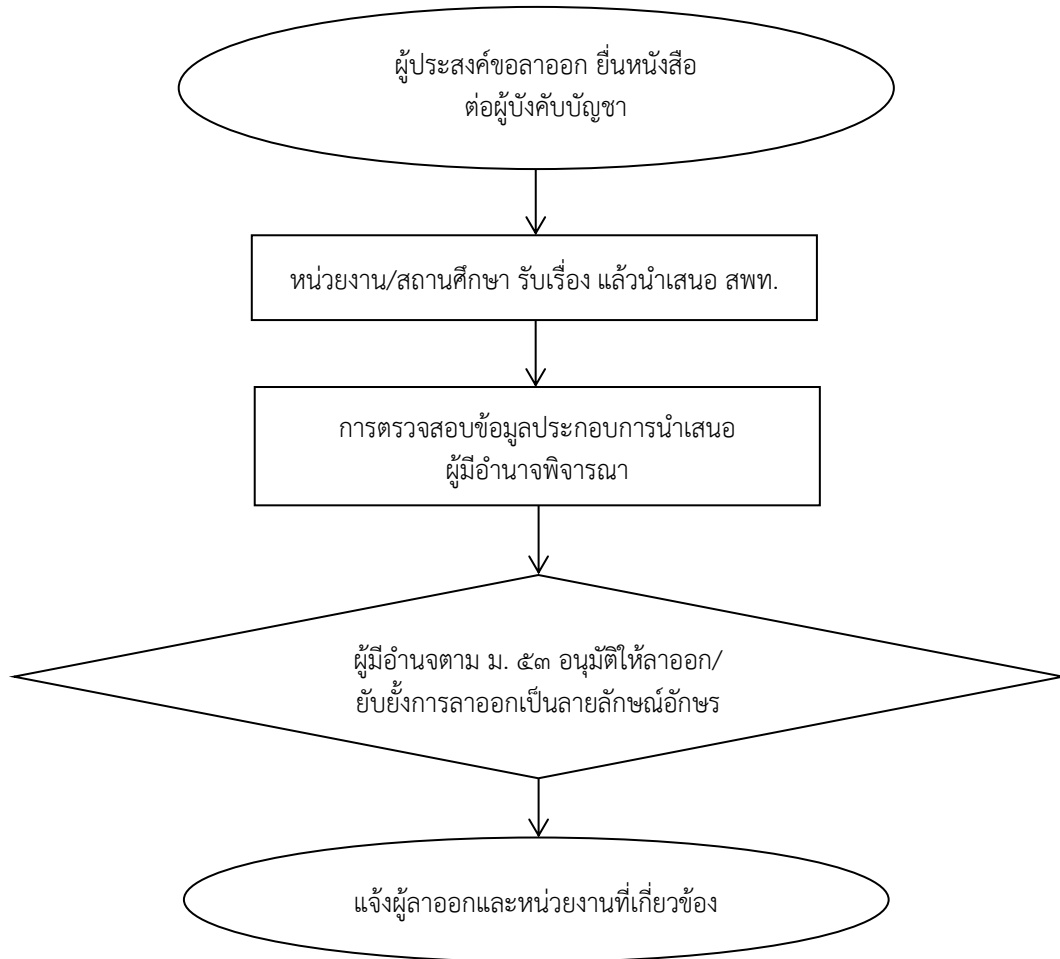 ผู้ประสงค์ขอลาออก ยื่นหนังสือ
ต่อผู้บังคับบัญชา
หน่วยงาน/สถานศึกษา รับเรื่อง แล้วนำเสนอ สพท.
การตรวจสอบข้อมูลประกอบการนำเสนอ
ผู้มีอำนาจพิจารณา
ผู้มีอำนจตาม ม. ๕๓ อนุมัติให้ลาออก/
ยับยั้งการลาออกเป็นลายลักษณ์อักษร
แจ้งผู้ลาออกและหน่วยงานที่เกี่ยวข้อง